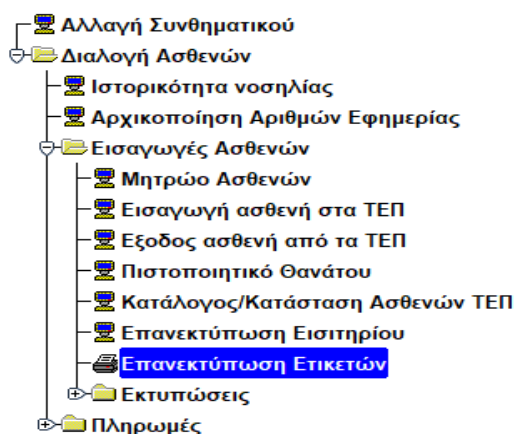 Αλλαγή Συνθηματικού
Διαλογή Ασθενών
Ιστορικότητα νοσηλίας
Αρχικοποίηση Αριθμών Εφημερίας
Εισαγωγές Ασθενών
Μητρώο Ασθενών
Εισαγωγή ασθενή στα ΤΕΠ
Εξοδος ασθενή από τα ΤΕΠ
Πιστοποιητικό Θανάτου
Κατάλογος/Κατάσταση Ασθενών ΤΕΠ
Επανεκτύπωση Εισιτηρίου
Επανεκτύπωση Ετικετών
Εκτυπώσεις
Πληρωμές